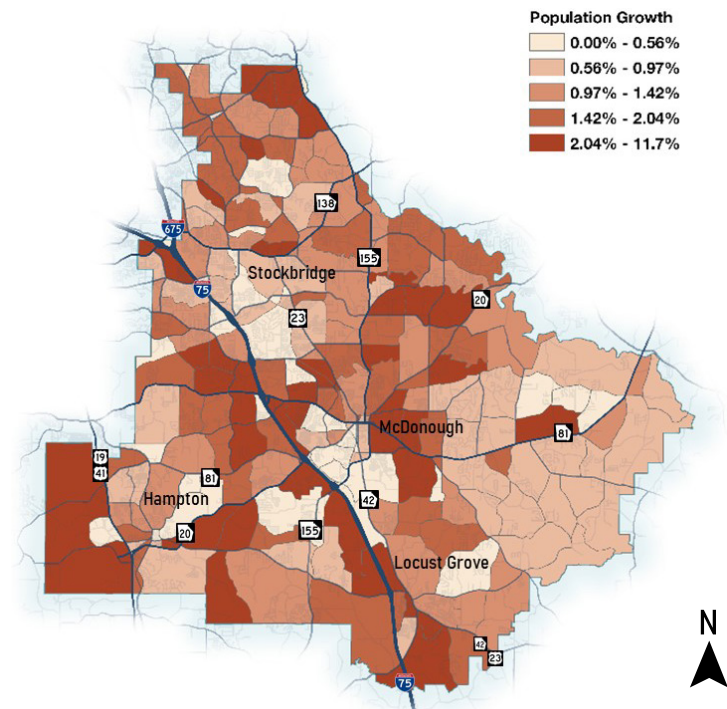 Population Growth
0.00% - 0.56%
0.56% - 0.97%
0.97% - 1.42%
1.42% - 2.04%
2.04% - 11.7%
138
675
155
Stockbridge
75
20
23
McDonough
81
19
41
81
Hampton
42
20
155
Locust Grove
N
42
23
75